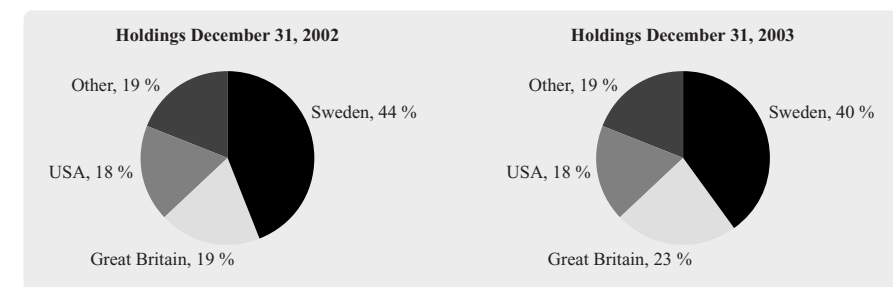 Holdings December 31, 2002
Other, 19 %
Sweden, 44 %
USA, 18 %
Great Britain, 19 %
Holdings December 31, 2003
Other, 19 %
Sweden, 40 %
USA, 18 %
Great Britain, 23 %